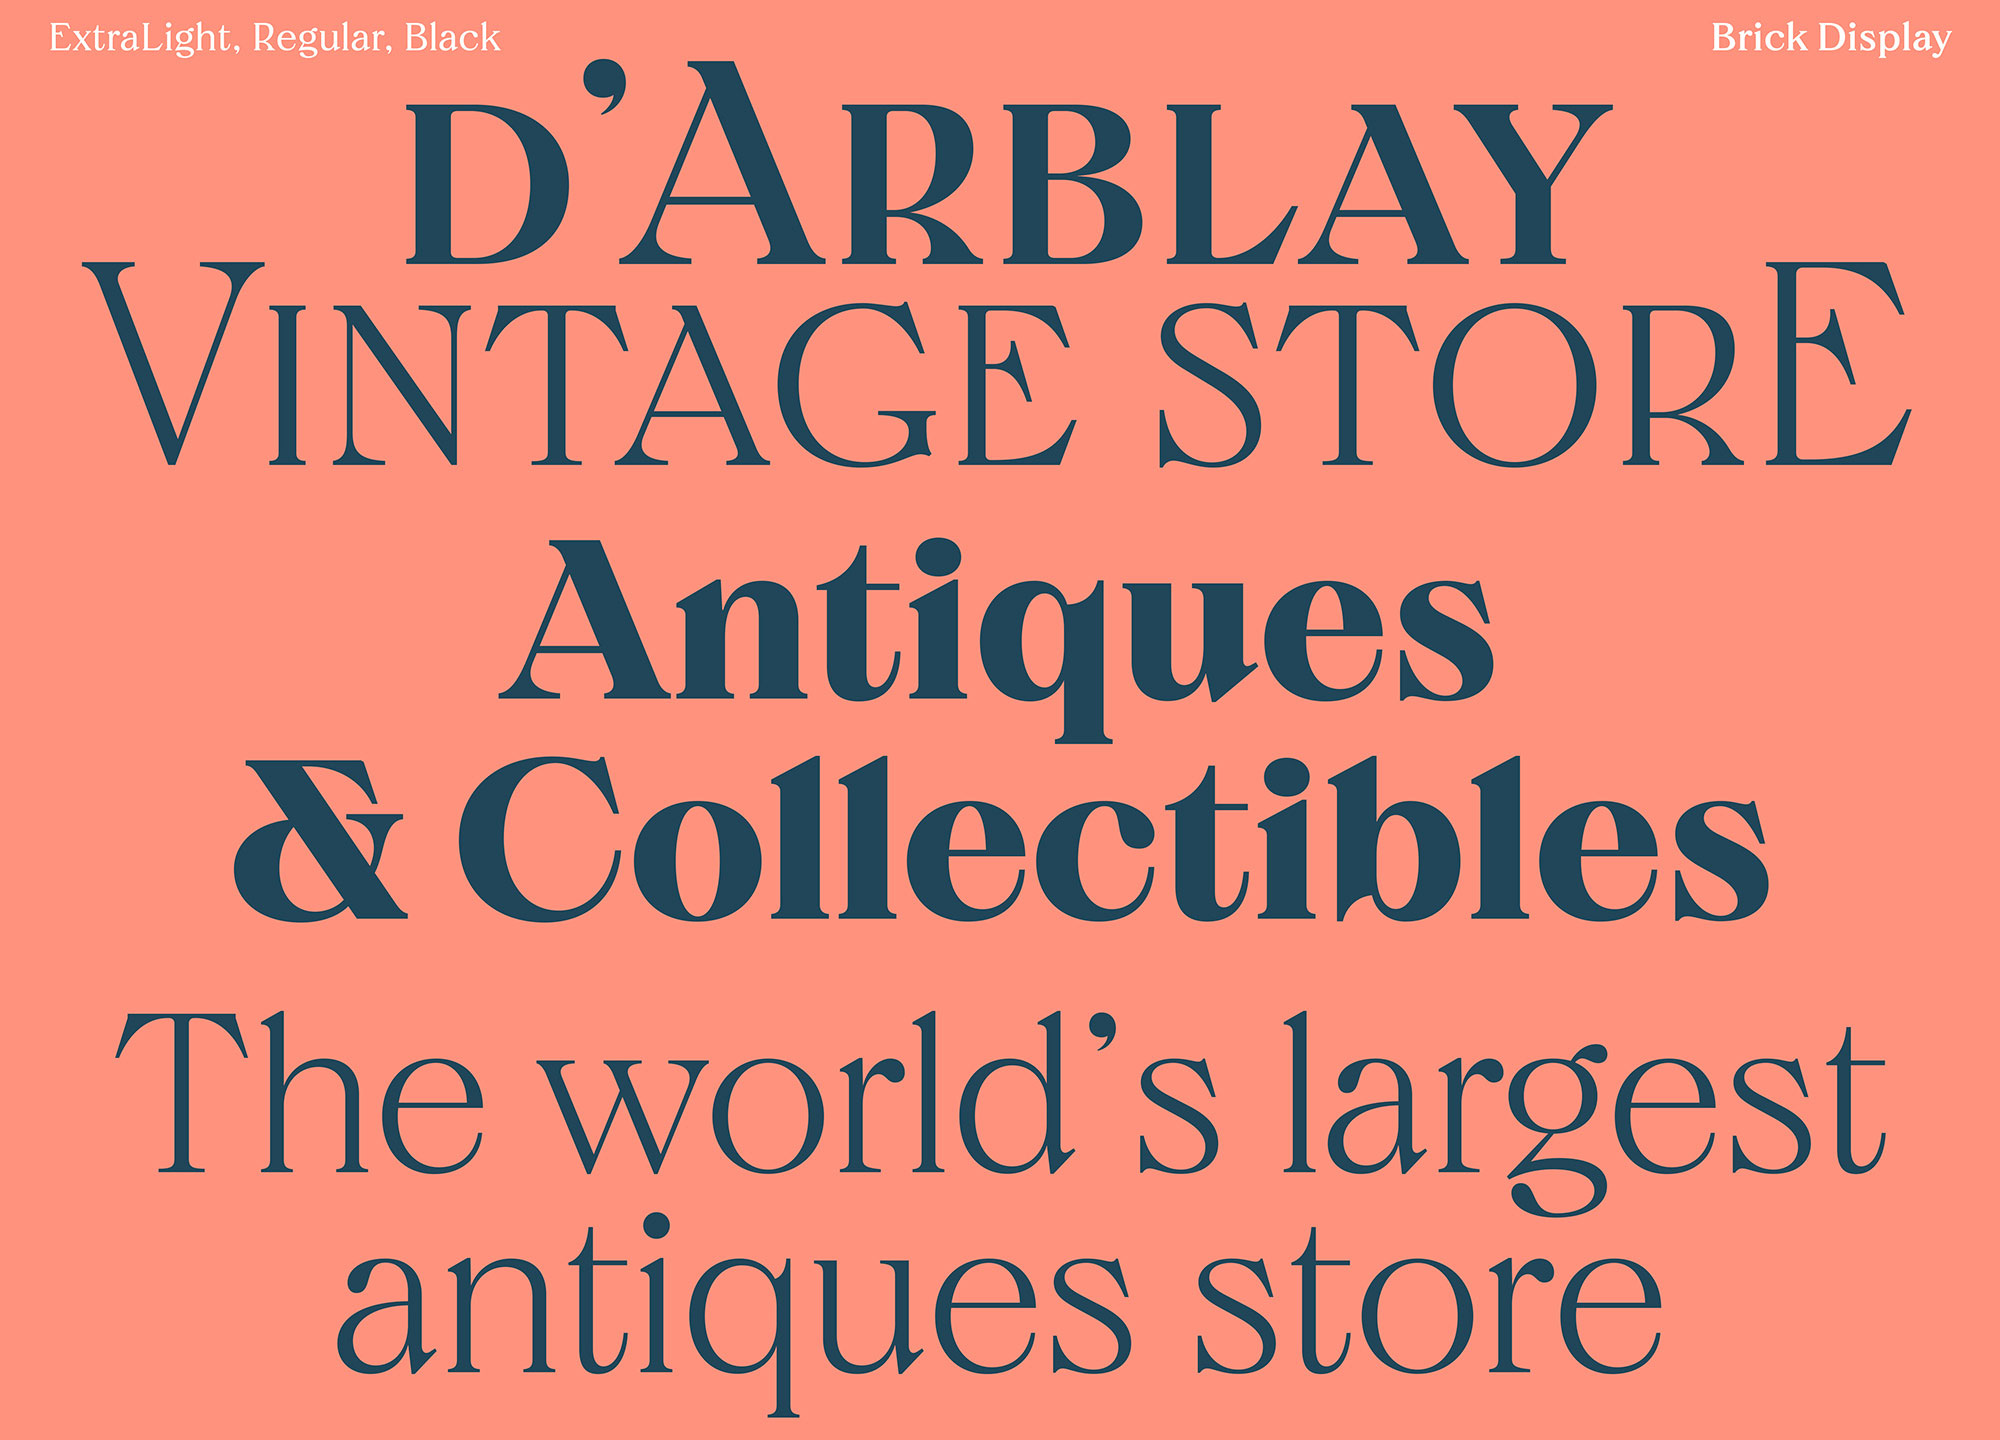 ExtraLight, Regular, Black
Brick Display
D’ARBLAY
VINTAGE STORE
Antiques
& Collectibles
The world’s largest
antiques store